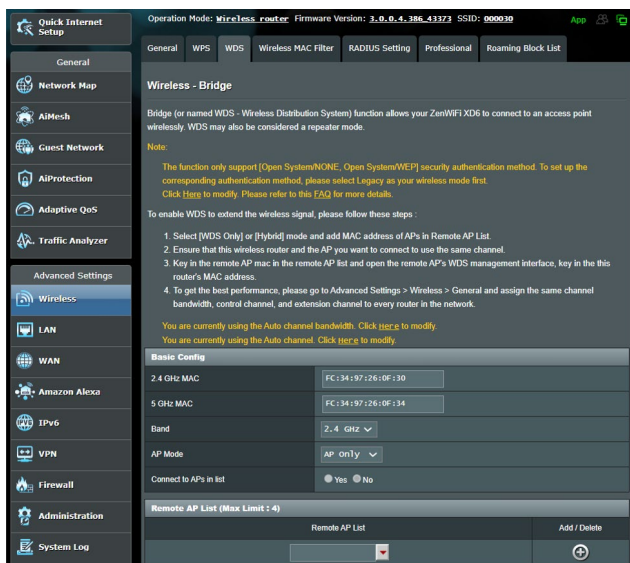 Quick Internet
Setup
General
Network Map
AiMesh
Guest Network
AiProtection
Adaptive QoS
Traffic Analyzer
Advanced Settings
Wireless
LAN
WAN
Amazon Alexa
IPv6
VPN
Firewall
Administration
System Log
Operation Mode: Wireless router Firmware Version: 3.0.0.4.386_43373 SSID: 000030 App
General WPS WDS Wireless MAC Filter RADIUS Setting Professional Roaming Block List
Wireless - Bridge
Bridge (or named WDS - Wireless Distribution System) function allows your ZenWiFi XD6 to connect to an access point
wirelessly. WDS may also be considered a repeater mode.
Note:
The function only support [Open System/NONE, Open System/WEP] security authentication method. To set up the
corresponding authentication method, please select Legacy as your wireless mode first.
Click Here to modify. Please refer to this FAQ for more details.
To enable WDS to extend the wireless signal, please follow these steps :
1. Select [WDS Only] or [Hybrid] mode and add MAC address of APs in Remote AP List.
2. Ensure that this wireless router and the AP you want to connect to use the same channel.
3. Key in the remote AP mac in the remote AP list and open the remote AP's WDS management interface, key in the this
router's MAC address.
4. To get the best performance, please go to Advanced Settings > Wireless > General and assign the same channel
bandwidth, control channel, and extension channel to every router in the network.
You are currently using the Auto channel bandwidth. Click Here to modify.
You are currently using the Auto channel. Click Here to modify.
Basic Config
2.4 GHz MAC FC:34:97:26:0F:30
5 GHz MAC FC:34:97:26:0F:34
Band 2.4 GHz
AP Mode AP Only
Connect to APs in list Yes No
Remote AP List (Max Limit : 4)
Remote AP List Add / Delete